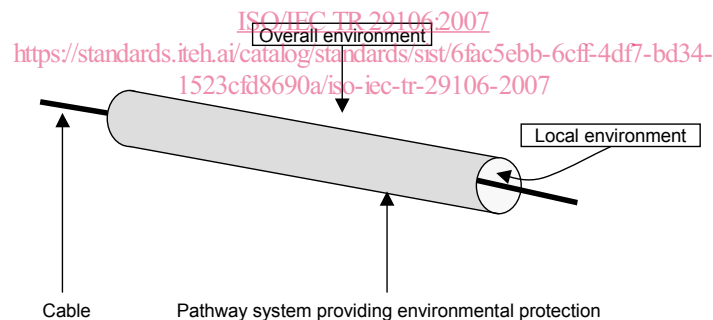 ISO/IEC TR 29106:2007
Overall environment
https://standards.iteh.ai/catalog/standards/sist/6fac5ebb-6cff-4df7-bd34-
1523cfd8690a/iso-iec-tr-29106-2007
Local environment
Cable
Pathway system providing environmental protection